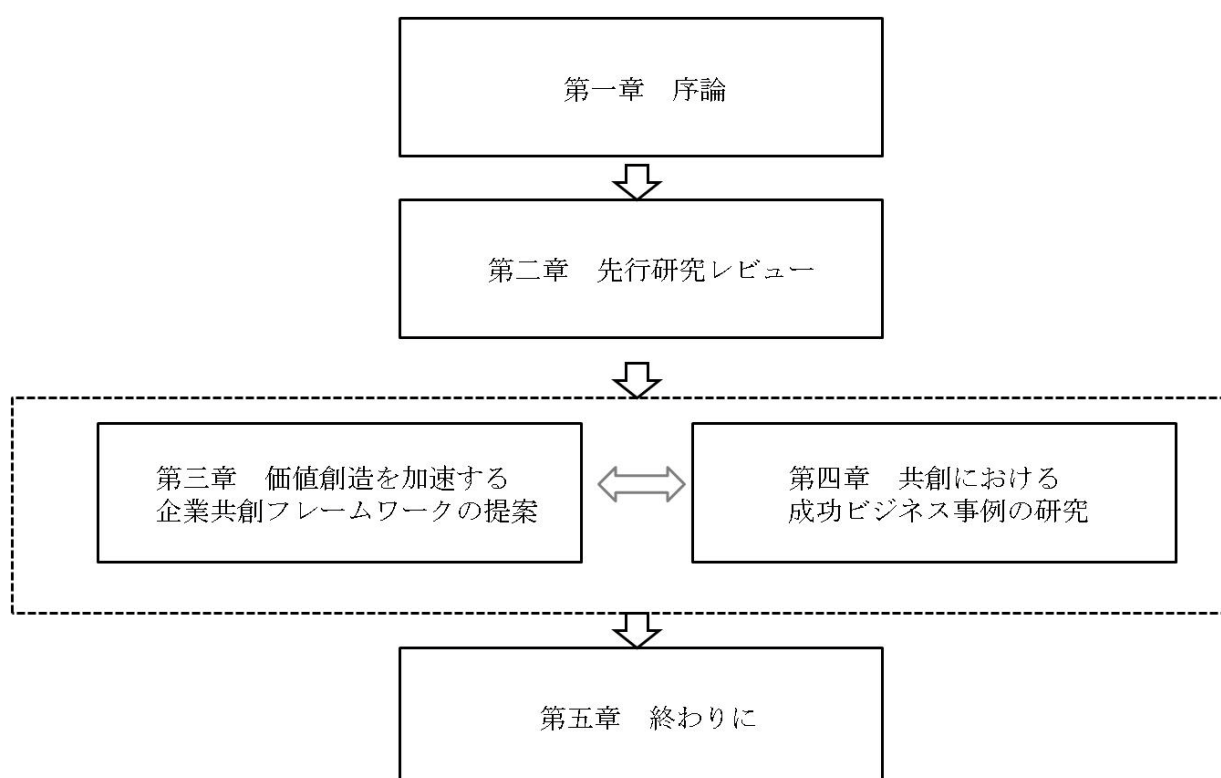 第一章　序論
第二章　先行研究レビュー
第三章　価値創造を加速する
企業共創フレームワークの提案
第四章　共創における
成功ビジネス事例の研究
第五章　終わりに